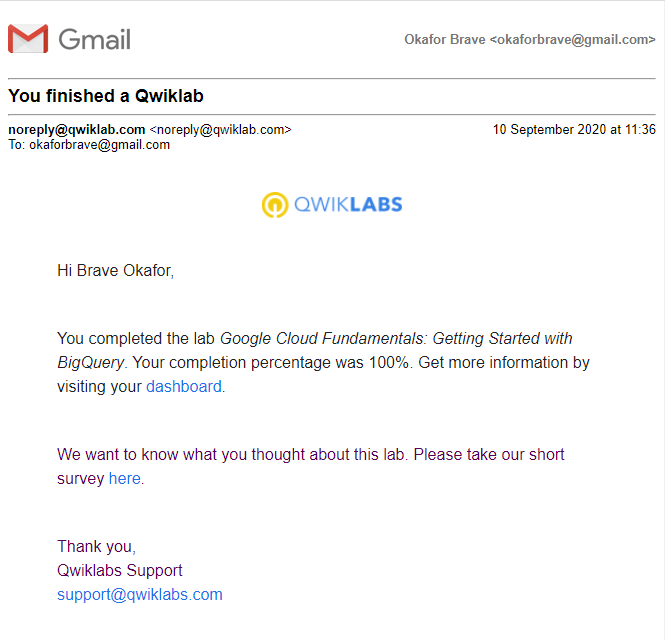 Gmail
Okafor Brave <okaforbrave@gmail.com>
You finished a Qwiklab
noreply@qwiklab.com <noreply@qwiklab.com>
10 September 2020 at 11:36
To: okaforbrave@gmail.com
QWIKLABS
Hi Brave Okafor,
You completed the lab Google Cloud Fundamentals: Getting Started with
BigQuery. Your completion percentage was 100%. Get more information by
visiting your dashboard.
We want to know what you thought about this lab. Please take our short
survey here.
Thank you,
Qwiklabs Support
support@qwiklabs.com